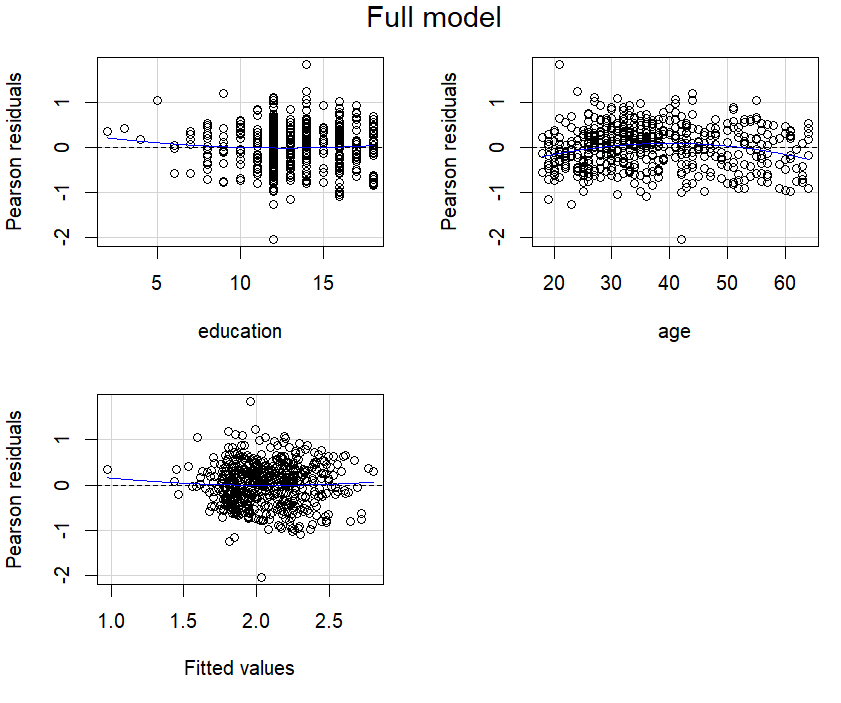 Full model
Pearson residuals
1
0
-1
-2
5 10 15
education
Pearson residuals
1
0
-1
-2
20 30 40 50 60
age
Pearson residuals
1
0
-1
-2
1.0 1.5 2.0 2.5
Fitted values